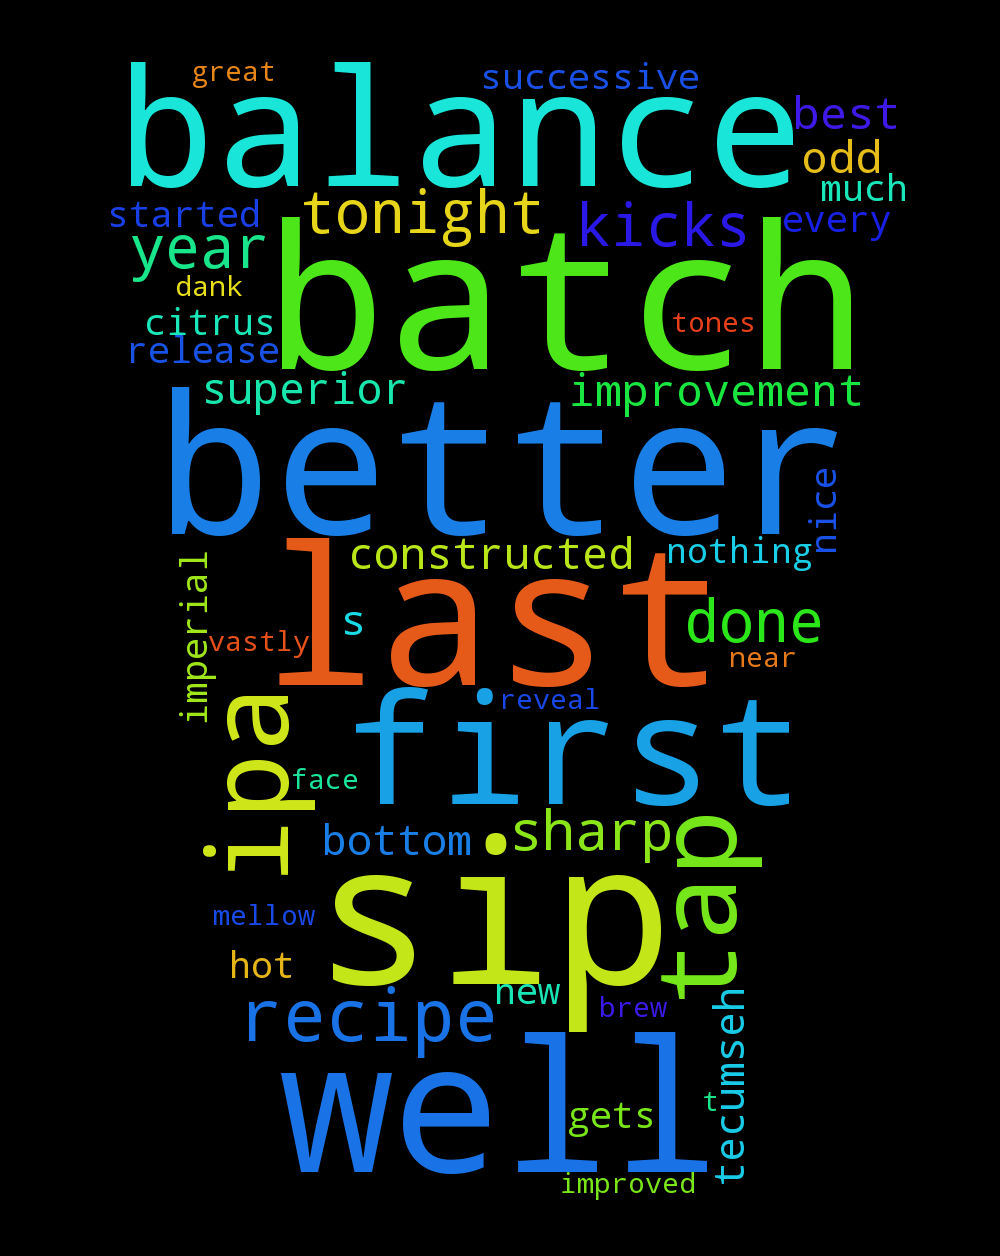 great
successive
balance
best
odd
much
started
tonight
kicks
every
year
batch
dank
citrus
tones
release
superior
improvement
better
nice
constructed
nothing
imperial
last
s
done
vastly
near
reveal
ipa
first
face
bottom
sharp
tap
sip
mellow
hot
new
recipe
brew
tecumseh
well
gets
t
improved